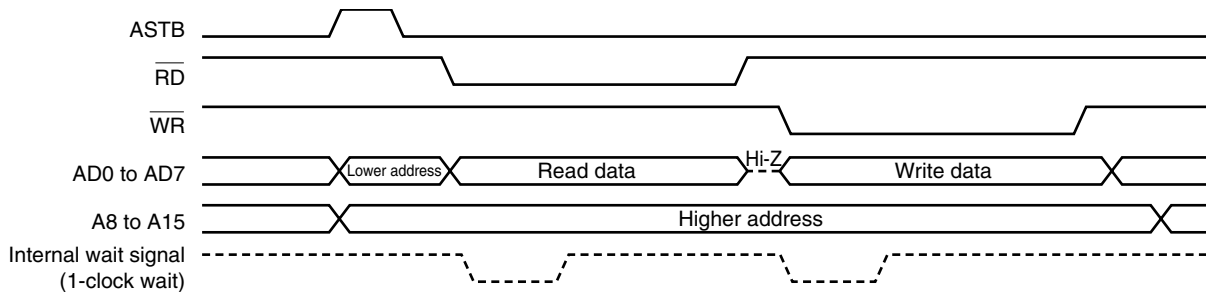 ASTB
RD
WR
Hi-Z
AD0 to AD7
Lower address
Read data
Write data
A8 to A15
Higher address
Internal wait signal
(1-clock wait)